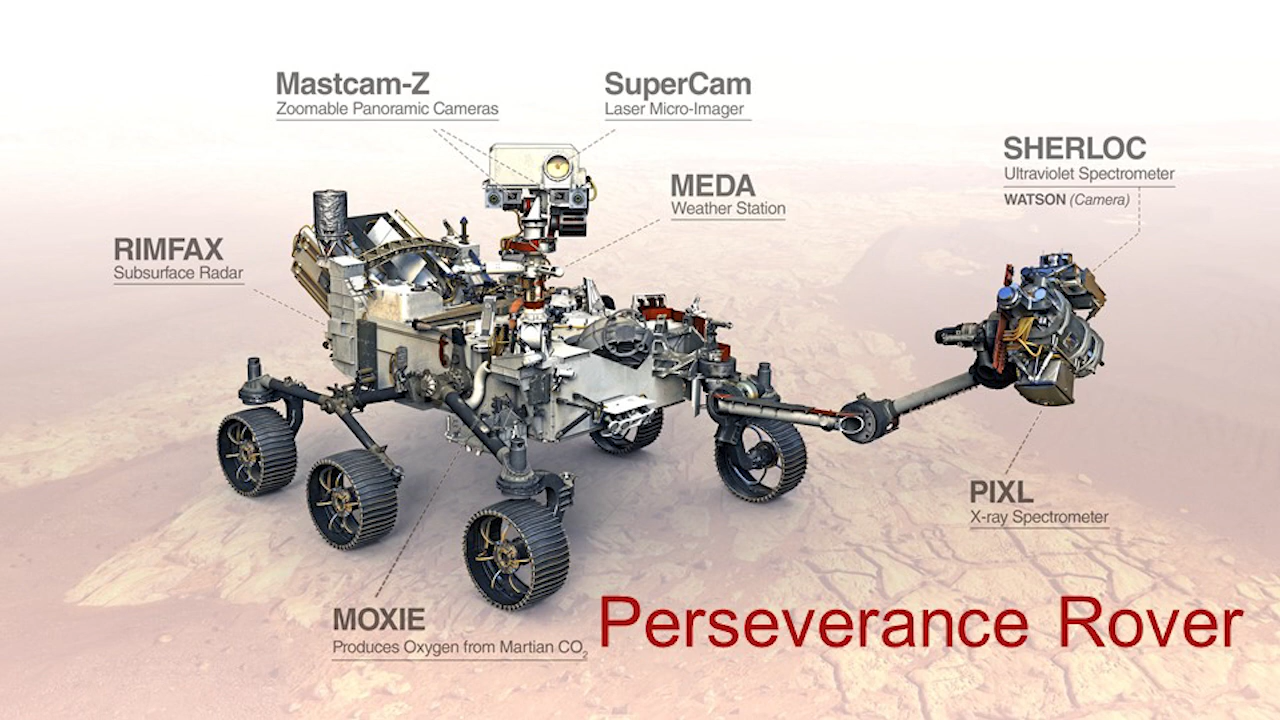 Mastcam-Z
Zoomable Panoramic Cameras
SuperCam
Laser Micro-Imager
SHERLOC
Ultraviolet Spectrometer
WATSON (Camera)
MEDA
Weather Station
RIMFAX
Subsurface Radar
PIXL
X-ray Spectrometer
MOXIE
Produces Oxygen from Martian CO₂
Perseverance Rover